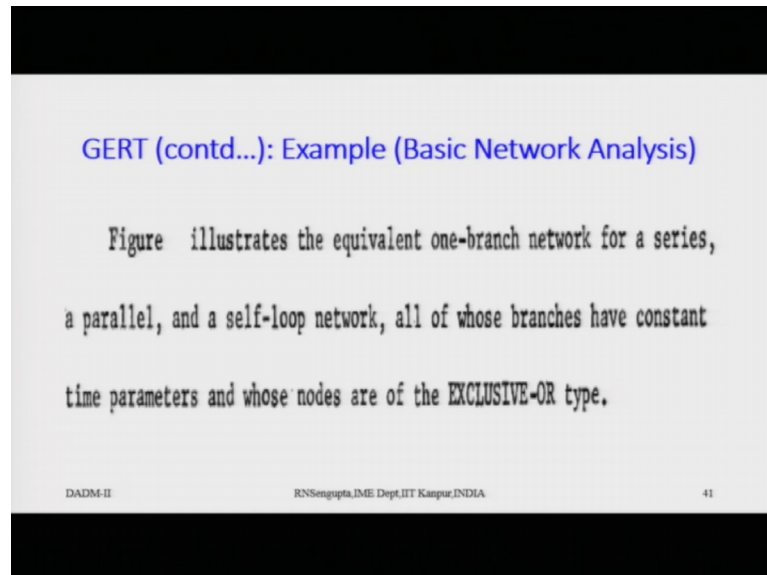 GERT (contd...): Example (Basic Network Analysis)
Figure illustrates the equivalent one-branch network for a series,
a parallel, and a self-loop network, all of whose branches have constant
time parameters and whose nodes are of the EXCLUSIVE-OR type.
DADM-II RNSengupta,IME Dept,IIT Kanpur,INDIA 41